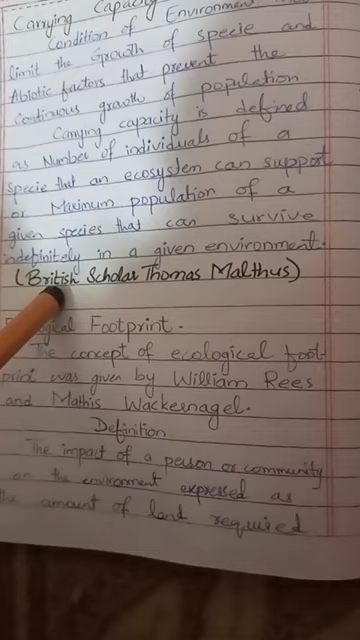 Carrying Capacity Environment
Condition of
limit the Growth of specie and
Abiotic factors that prevent the
Continuous growth of population
Carrying capacity is defined
as Number of individuals of a
specie that an ecosystem can support
or Maximum population of a
given species that can survive
indefinitely in a given environment.
(British Scholar Thomas Malthus)
Footprint.
The concept of ecological foot-
print was given by William Rees
and Mathis Wackernagel.
Definition
The impact of a person or community
on the environment expressed as
the amount of land required